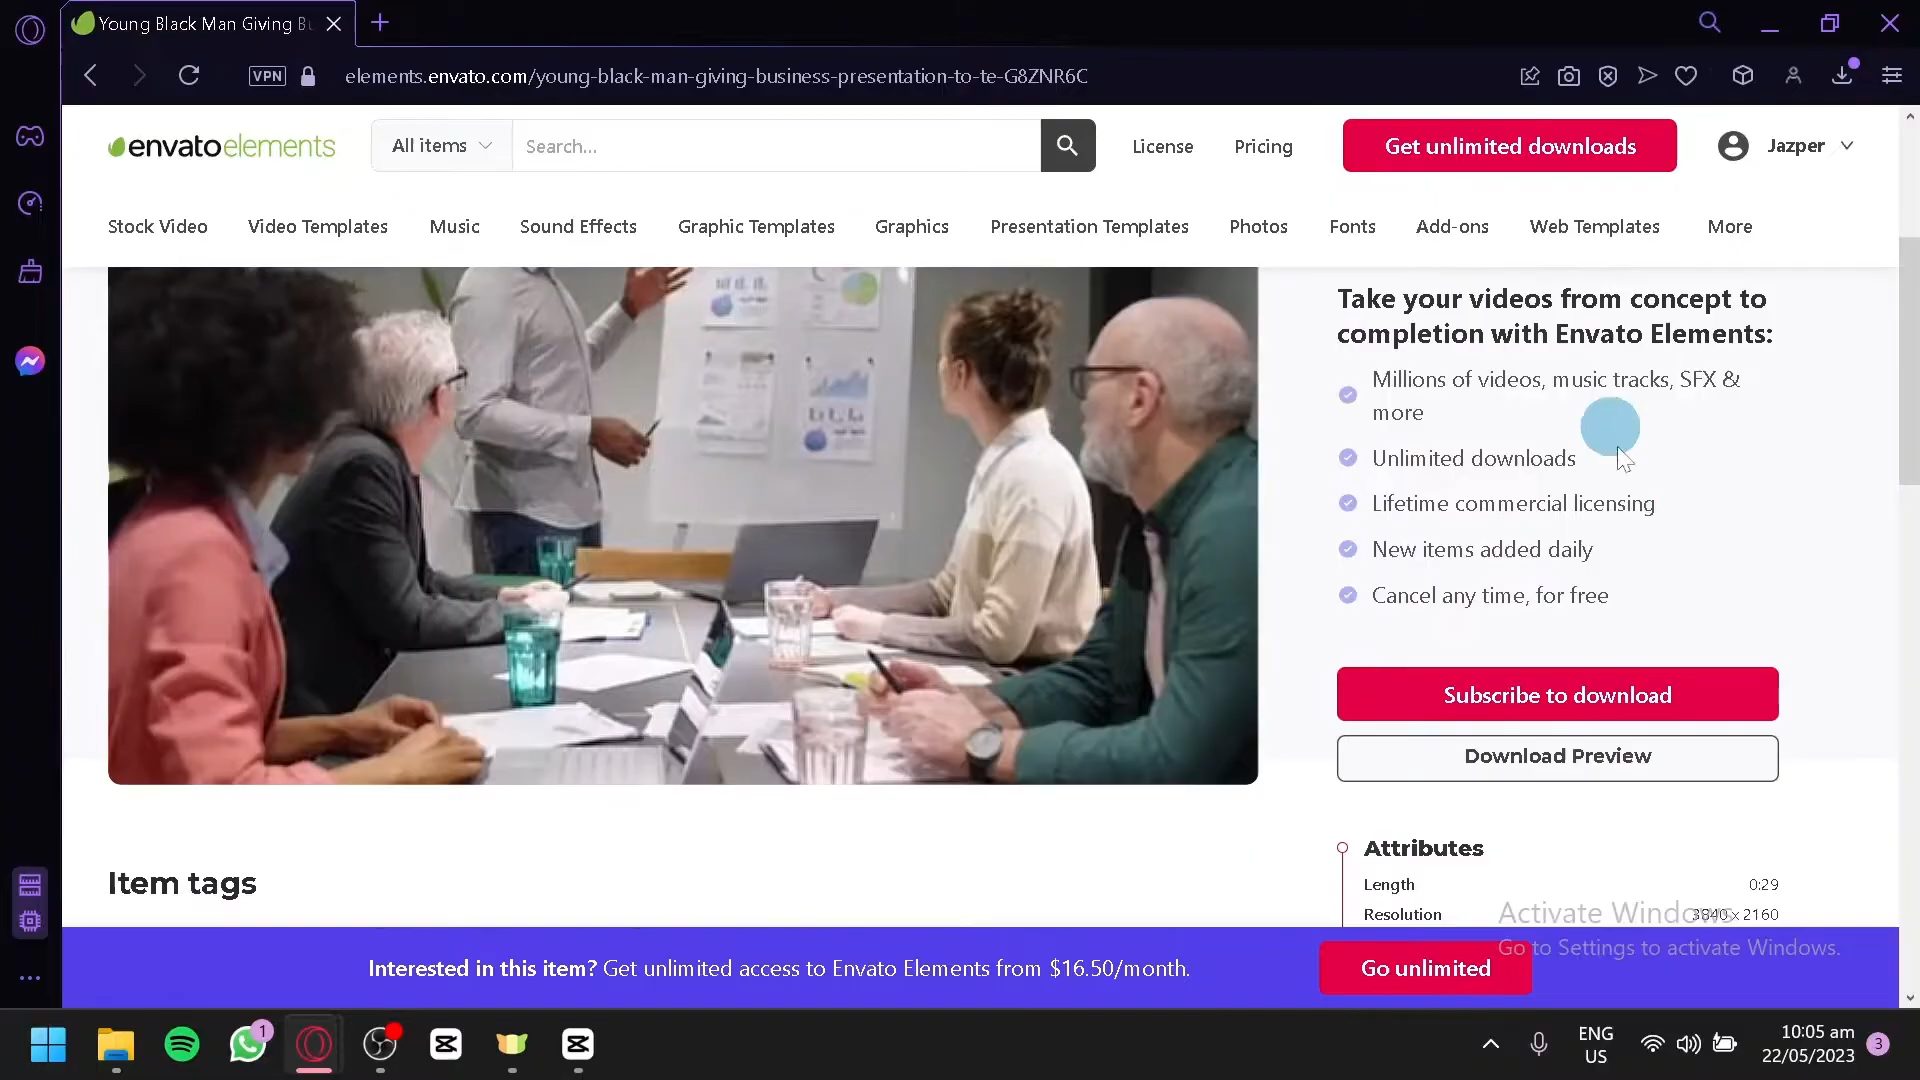 Young Black Man Giving B
VPN
elements.envato.com/young-black-man-giving-business-presentation-to-te-G8ZNR6C
envatoelements
All items
Search...
License
Pricing
Get unlimited downloads
Jazper
Stock Video
Video Templates
Music
Sound Effects
Graphic Templates
Graphics
Presentation Templates
Photos
Fonts
Add-ons
Web Templates
More
Take your videos from concept to
completion with Envato Elements:
Millions of videos, music tracks, SFX &
more
Unlimited downloads
Lifetime commercial licensing
New items added daily
Cancel any time, for free
Subscribe to download
Download Preview
Attributes
Length 0:29
Resolution 3840 x 2160
Item tags
Activate Windows
Go to Settings to activate Windows.
Interested in this item? Get unlimited access to Envato Elements from $16.50/month.
Go unlimited
1
ENG
US
10:05 am
22/05/2023
3